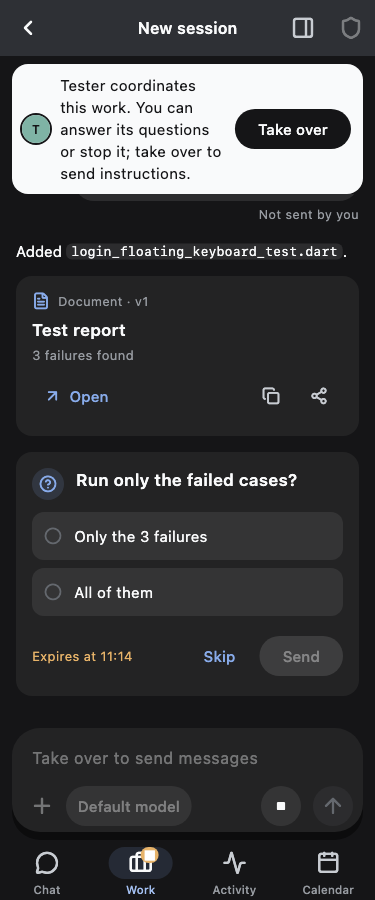 New session
T
Tester coordinates
this work. You can
answer its questions
or stop it; take over to
send instructions.
Take over
Not sent by you
Added login_floating_keyboard_test.dart.
Document · v1
Test report
3 failures found
Open
Run only the failed cases?
Only the 3 failures
All of them
Expires at 11:14
Skip
Send
Take over to send messages
Default model
Chat
Work
Activity
Calendar